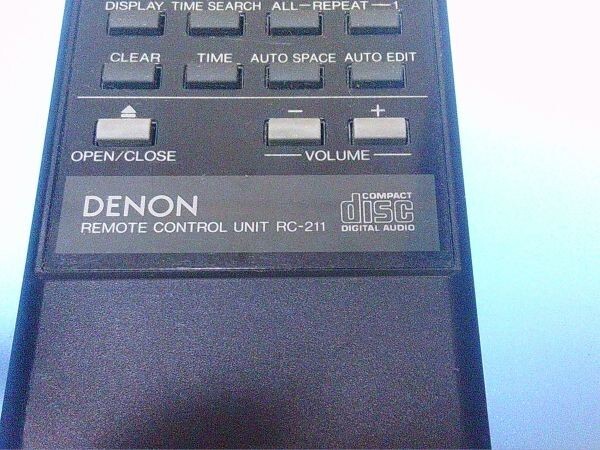 DISPLAY TIME SEARCH ALL—REPEAT—1
CLEAR TIME AUTO SPACE AUTO EDIT
− +
OPEN/CLOSE VOLUME
DENON
REMOTE CONTROL UNIT RC-211
COMPACT
disc
DIGITAL AUDIO